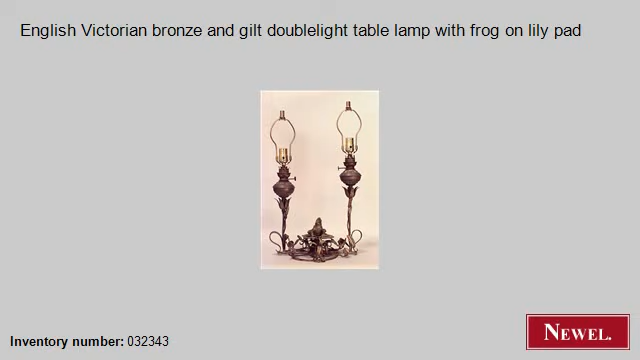 English Victorian bronze and gilt doublelight table lamp with frog on lily pad
Inventory number: 032343
NEWEL.